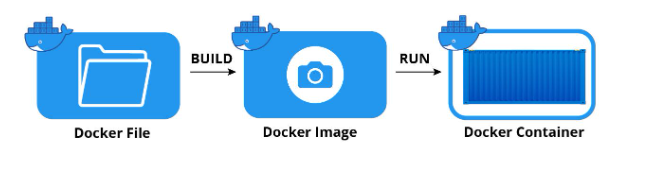 BUILD
RUN
Docker File
Docker Image
Docker Container